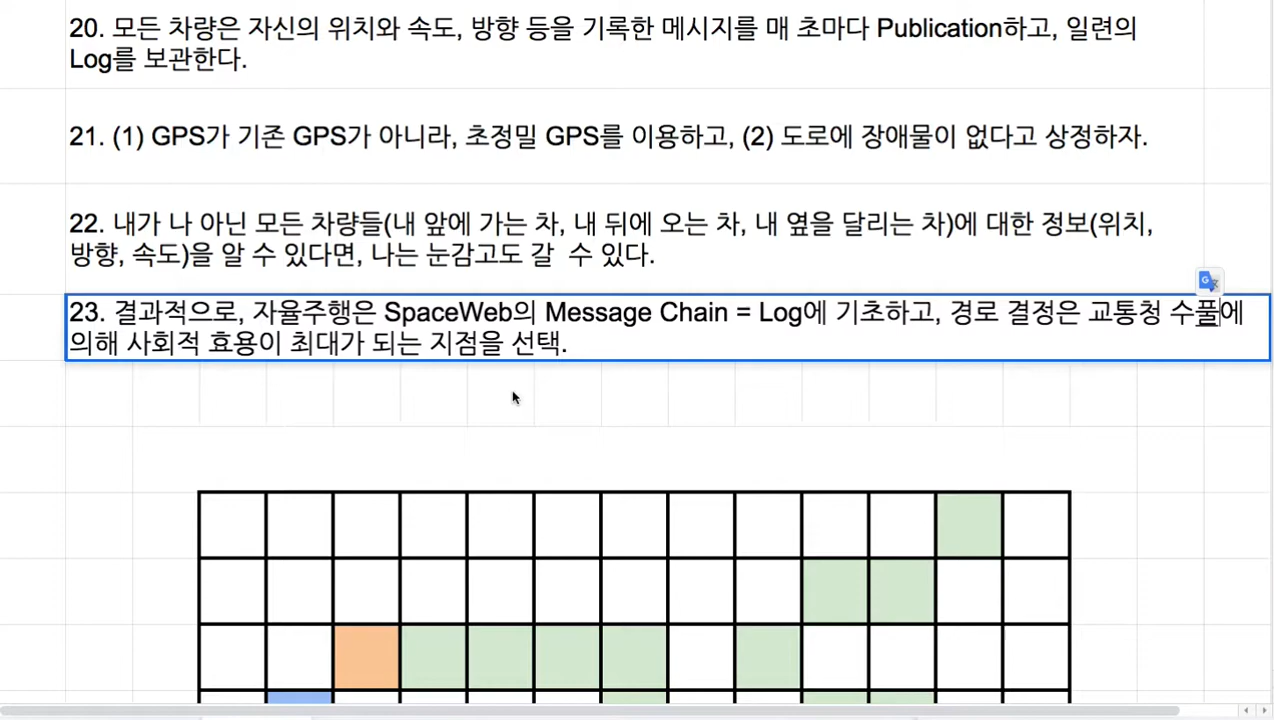 20. 모든 차량은 자신의 위치와 속도, 방향 등을 기록한 메시지를 매 초마다 Publication하고, 일련의
Log를 보관한다.
21. (1) GPS가 기존 GPS가 아니라, 초정밀 GPS를 이용하고, (2) 도로에 장애물이 없다고 상정하자.
22. 내가 나 아닌 모든 차량들(내 앞에 가는 차, 내 뒤에 오는 차, 내 옆을 달리는 차)에 대한 정보(위치,
방향, 속도)을 알 수 있다면, 나는 눈감고도 갈  수 있다.
23. 결과적으로, 자율주행은 SpaceWeb의 Message Chain = Log에 기초하고, 경로 결정은 교통청 수풀에
의해 사회적 효용이 최대가 되는 지점을 선택.